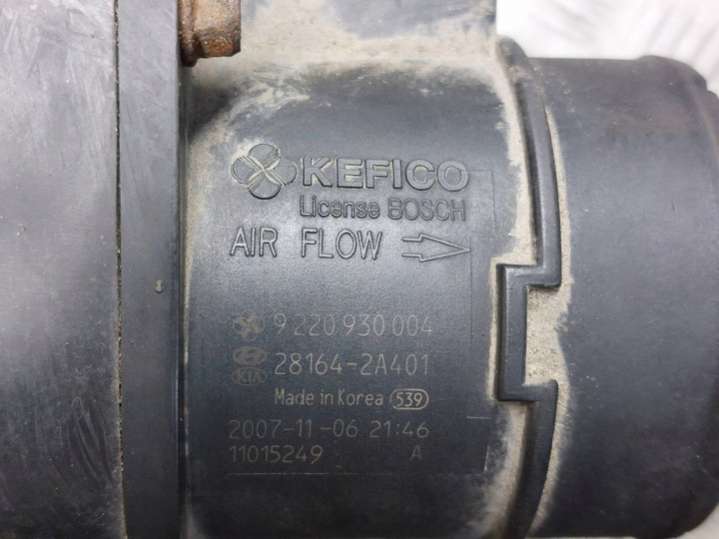 KEFICO
License BOSCH
AIR FLOW
9 220 930 004
28164-2A401
KIA
Made in Korea 539
2007-11-06 21:46
11015249 A